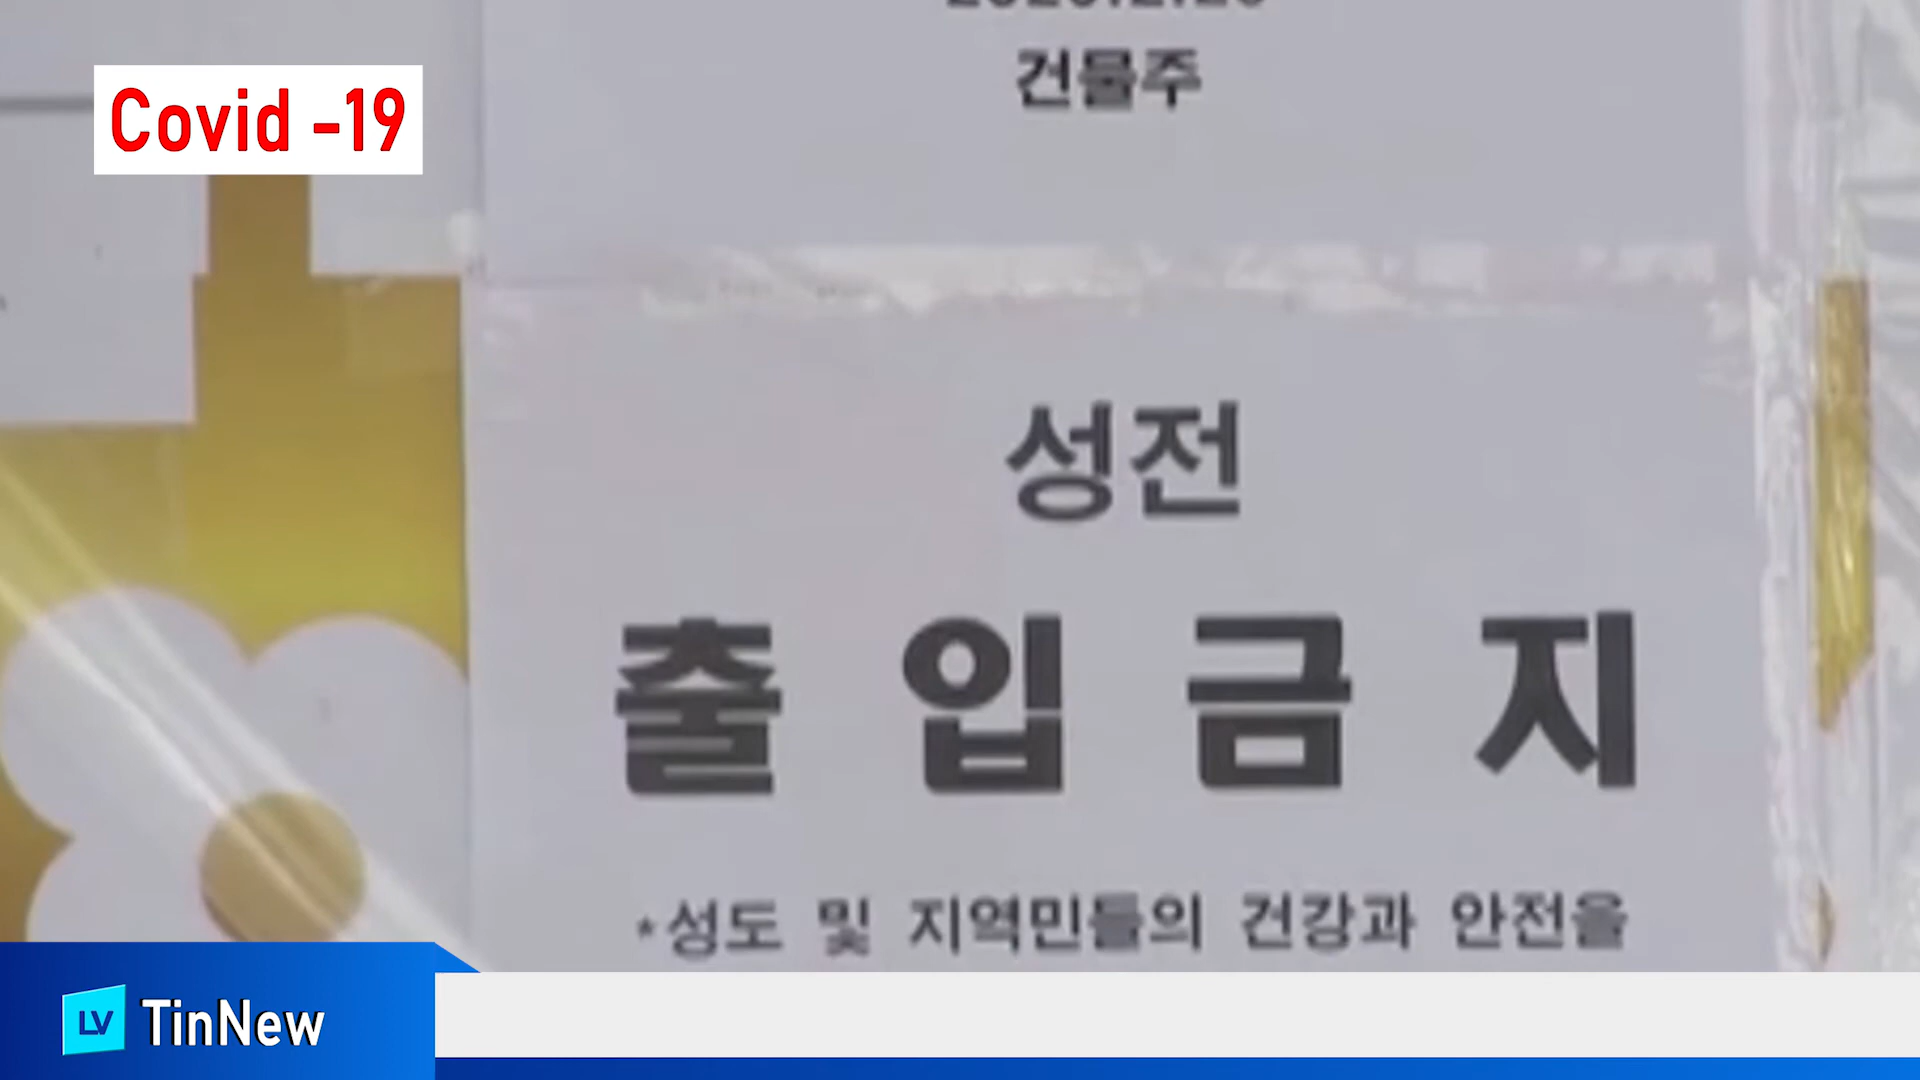 건물주
Covid -19
성전
출입금지
*성도 및 지역민들의 건강과 안전을
LV TinNew